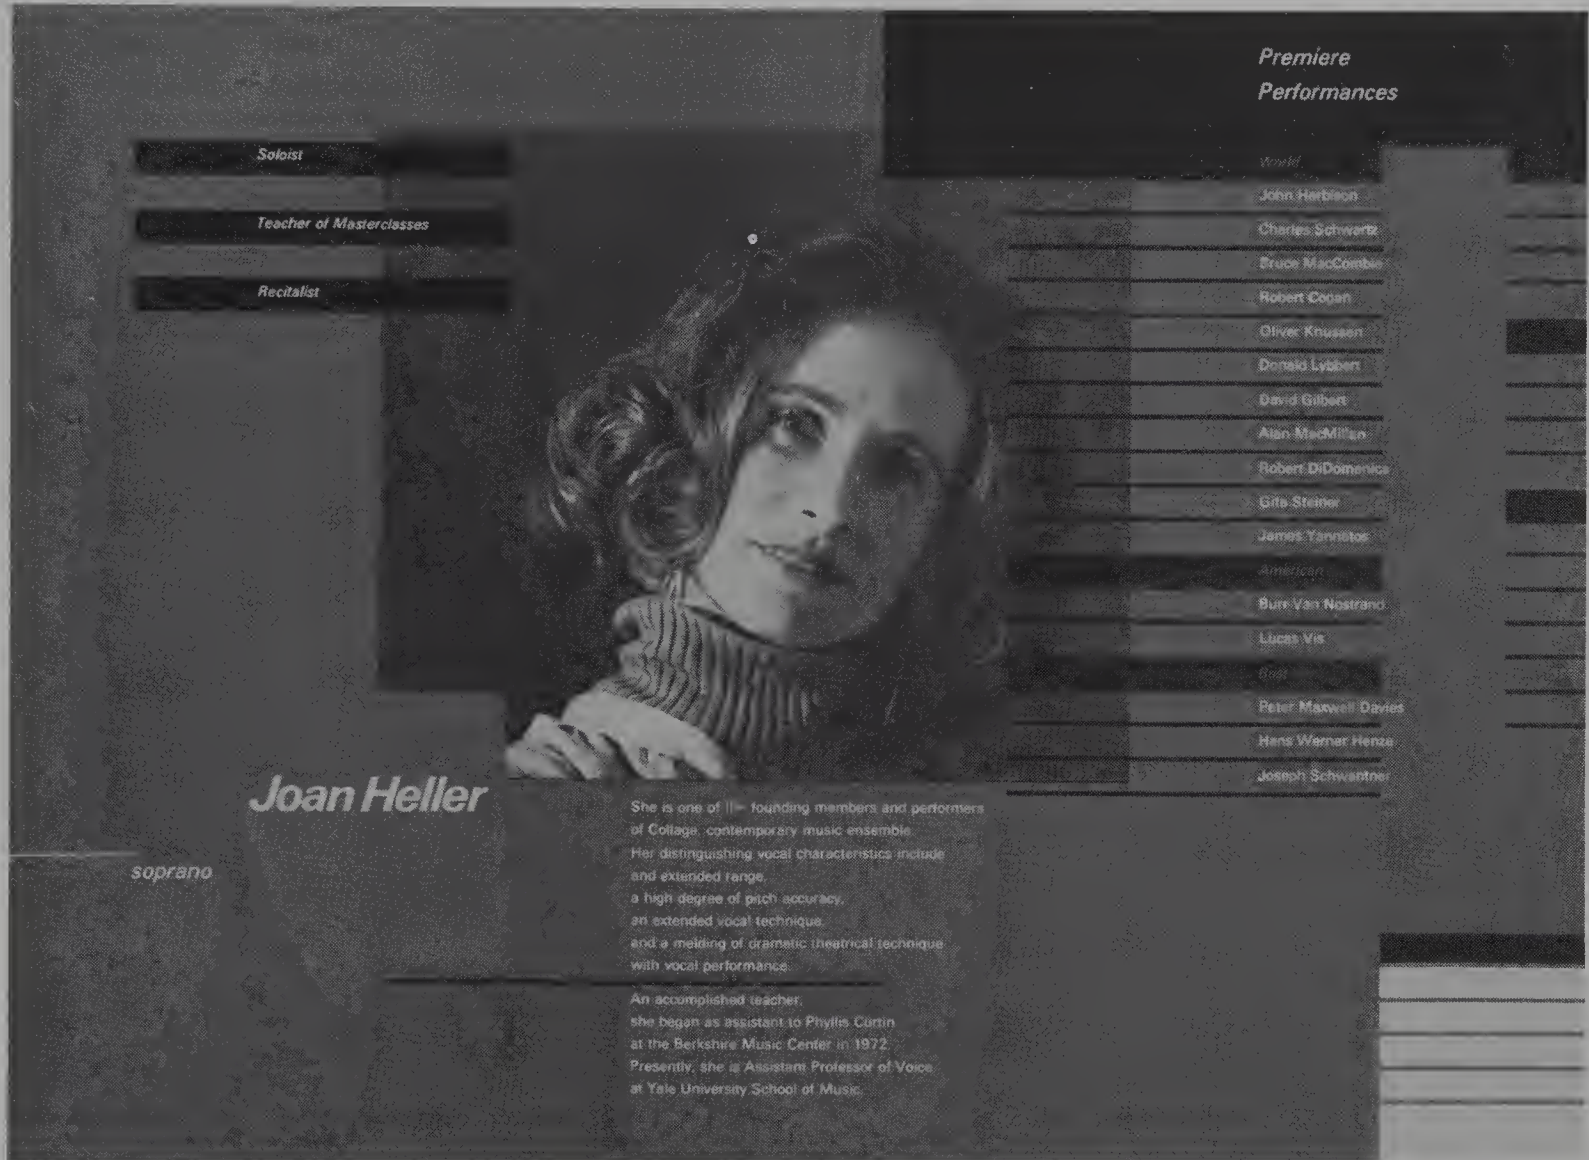 Soloist
Teacher of Masterclasses
Recitalist
Premiere
Performances
World
John Harbison
Charles Schwartz
Bruce MacCombie
Robert Cogan
Oliver Knussen
Donald Lybbert
David Gilbert
Alan MacMillan
Robert DiDomenica
Gitta Steiner
James Yannatos
American
Burr Van Nostrand
Lucas Vis
Peter Maxwell Davies
Hans Werner Henze
Joseph Schwantner
Joan Heller
soprano
She is one of founding members and performers
of Collage, contemporary music ensemble.
Her distinguishing vocal characteristics include
and extended range,
a high degree of pitch accuracy,
an extended vocal technique,
and a melding of dramatic theatrical technique
with vocal performance.
An accomplished teacher,
she began as assistant to Phyllis Curtin
at the Berkshire Music Center in 1972.
Presently, she is Assistant Professor of Voice
at Yale University School of Music.